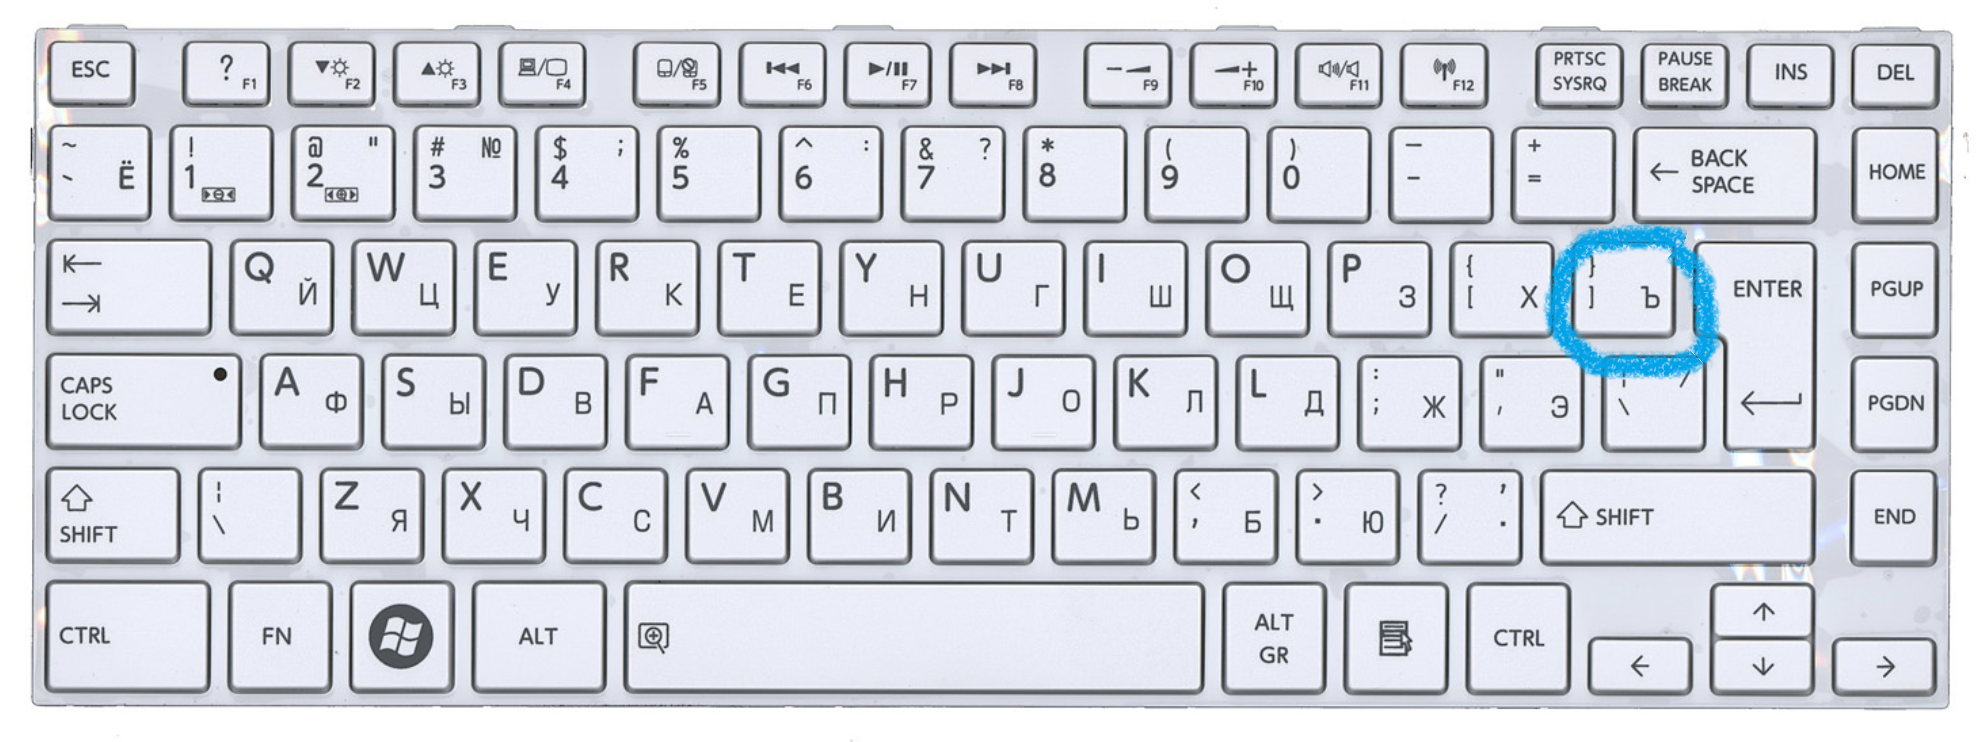 ESC ? F1 F2 F3 F4 F5 F6 F7 F8 F9 F10 F11 F12 PRTSC SYSRQ PAUSE BREAK INS DEL
~ ` Ё ! 1 @ " 2 # № 3 $ ; 4 % 5 ^ : 6 & ? 7 * 8 ( 9 ) 0 — - + = ← BACK SPACE HOME
Q Й W Ц E У R К T Е Y Н U Г I Ш O Щ P З { [ Х } ] Ъ ENTER PGUP
CAPS LOCK A Ф S Ы D В F А G П H Р J О K Л L Д : ; Ж " ' Э ¦ / \ PGDN
SHIFT ¦ \ Z Я X Ч C С V М B И N Т M Ь < , Б > . Ю ? , / . SHIFT END
CTRL FN ALT ALT GR CTRL ← ↑ ↓ →